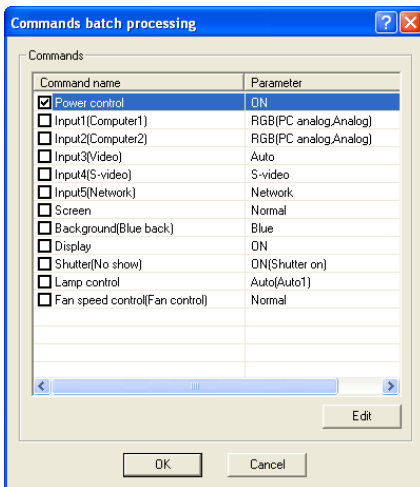 Commands batch processing
Commands
Command name Parameter
Power control ON
Input1(Computer1) RGB(PC analog,Analog)
Input2(Computer2) RGB(PC analog,Analog)
Input3(Video) Auto
Input4(S-video) S-video
Input5(Network) Network
Screen Normal
Background(Blue back) Blue
Display ON
Shutter(No show) ON(Shutter on)
Lamp control Auto(Auto1)
Fan speed control(Fan control) Normal
Edit
OK Cancel